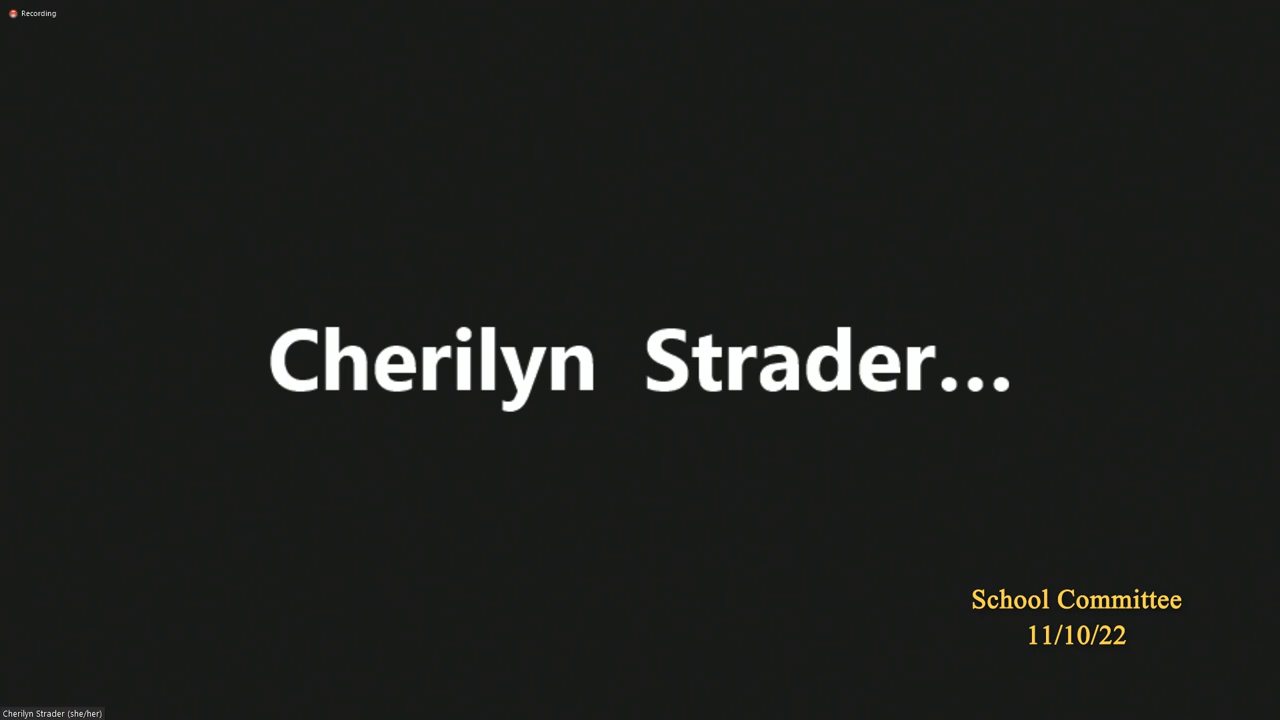 Recording
Cherilyn Strader...
School Committee
11/10/22
Cherilyn Strader (she/her)